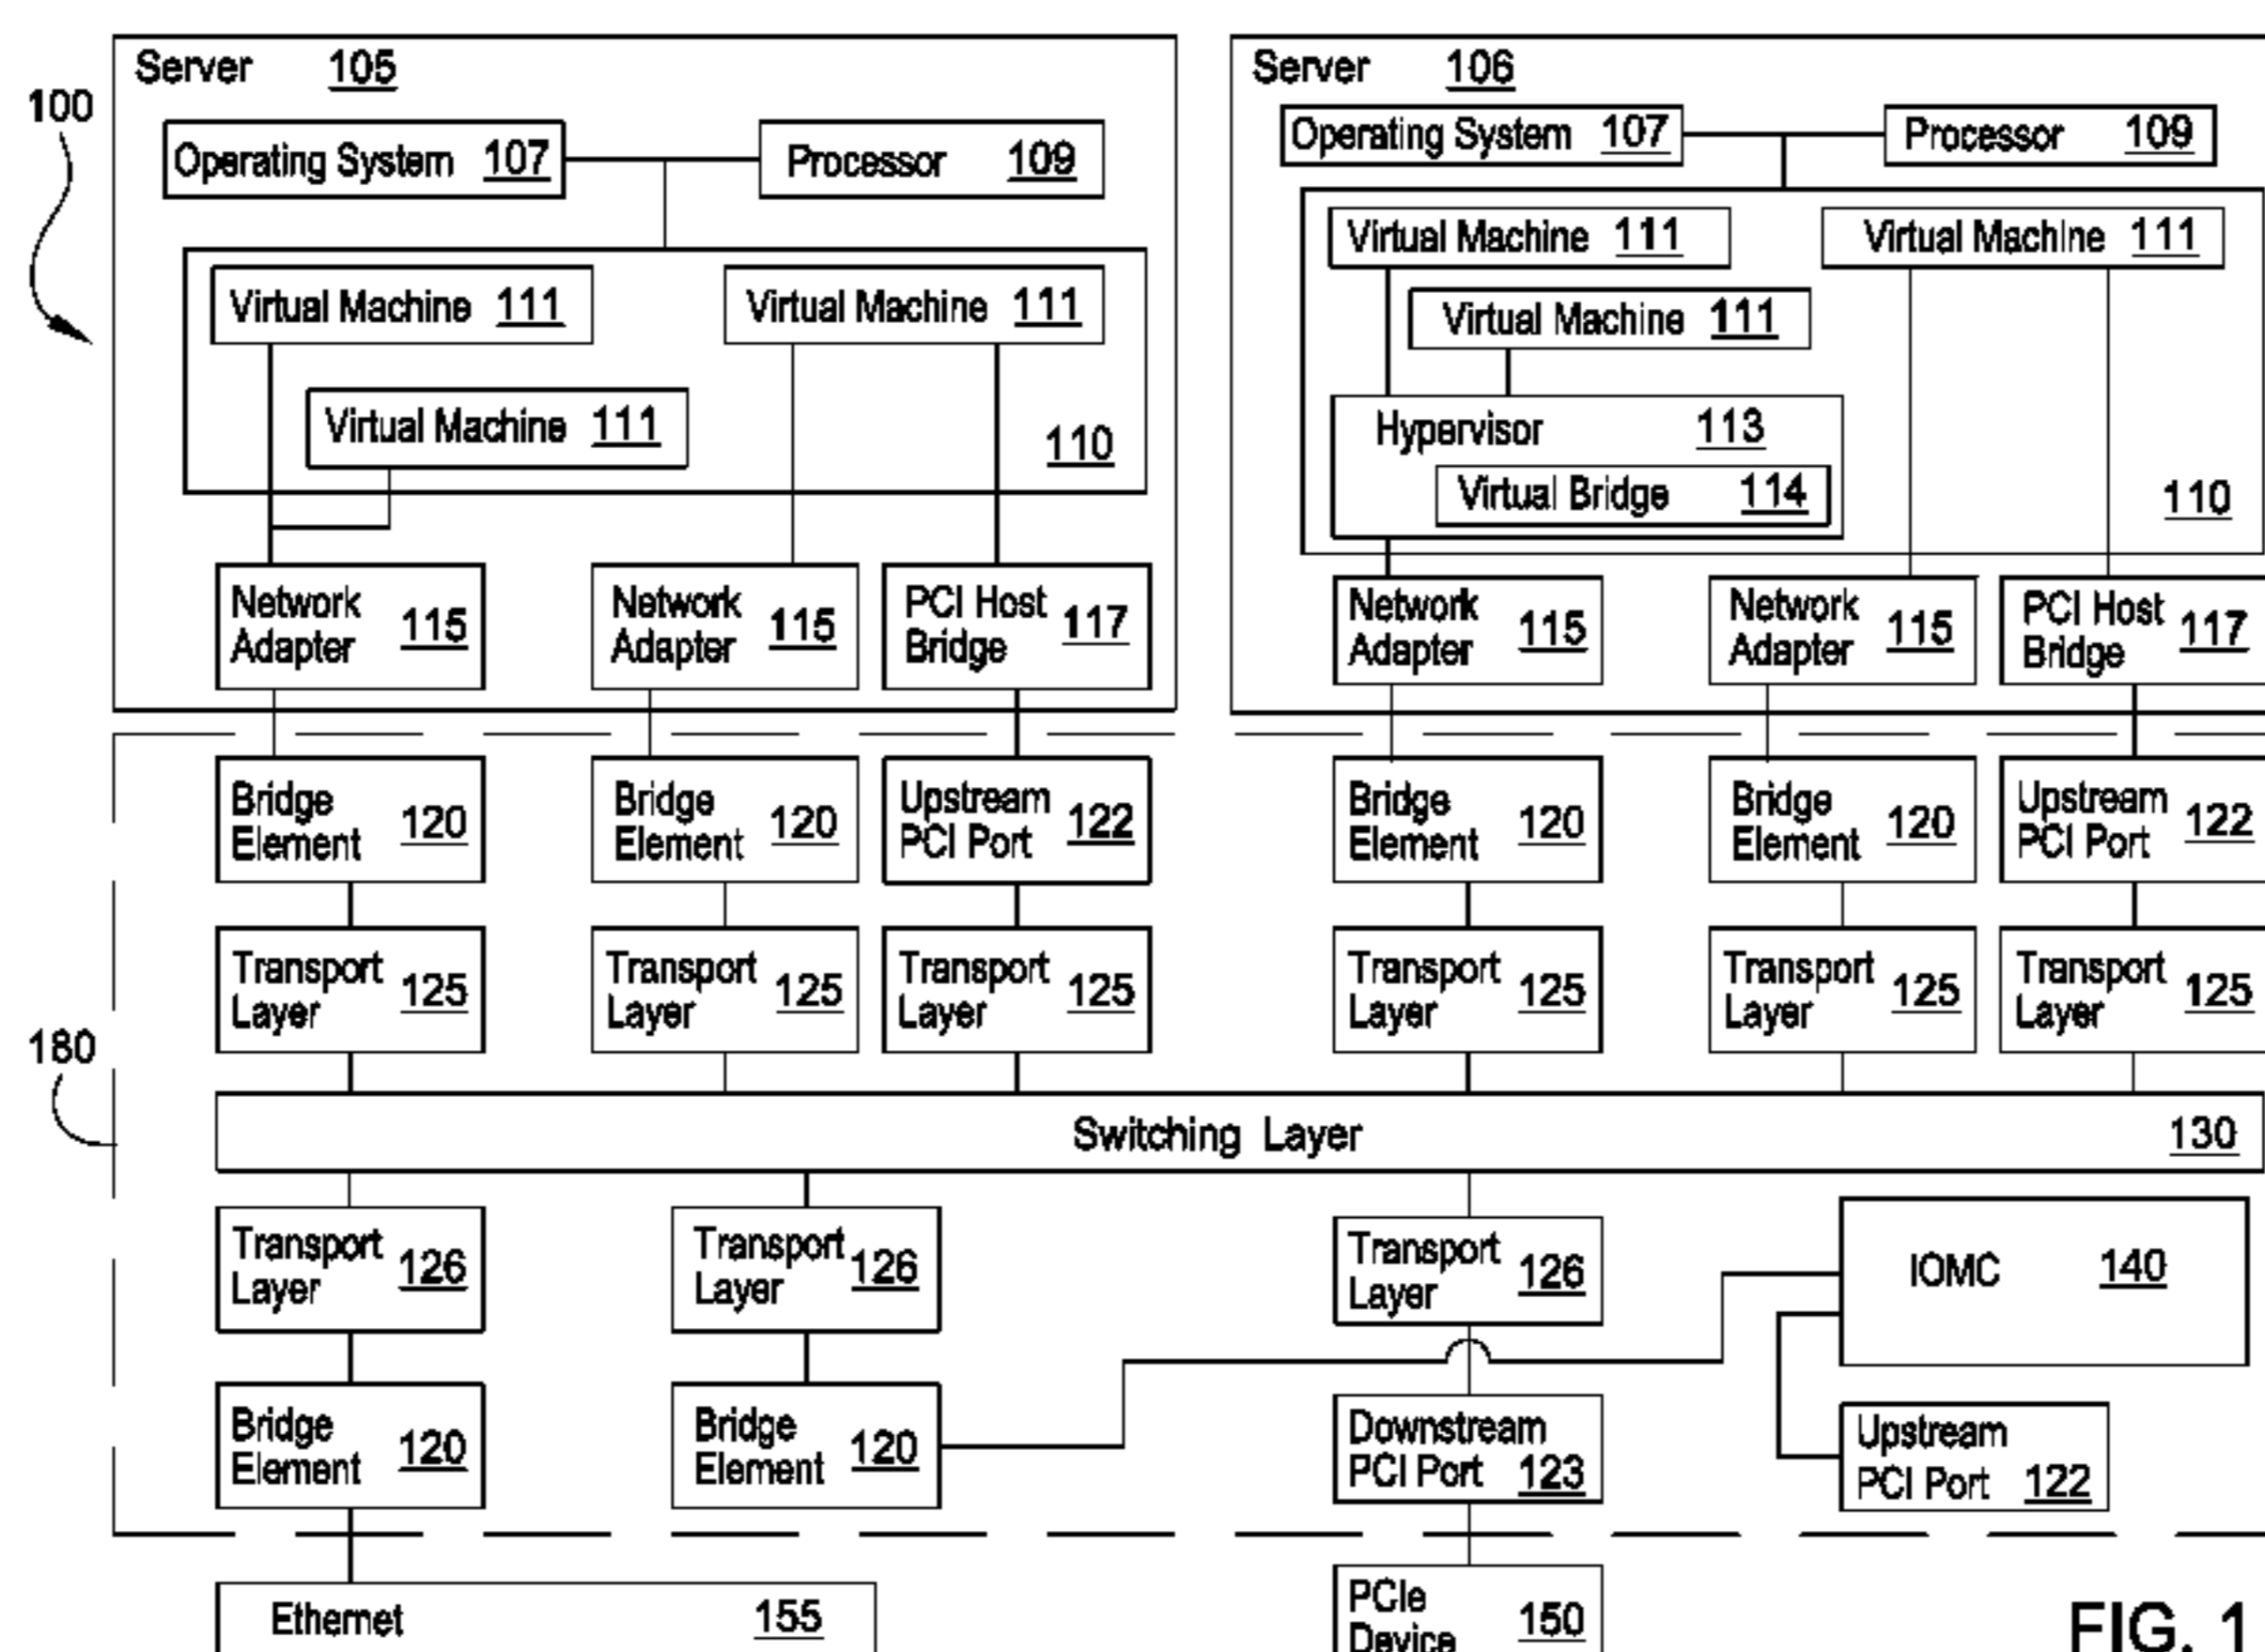 100
Server 105
Operating System 107
Processor 109
Virtual Machine 111
Virtual Machine 111
Virtual Machine 111
110
Network
Adapter 115
Network
Adapter 115
PCI Host
Bridge 117
Server 106
Operating System 107
Processor 109
Virtual Machine 111
Virtual Machine 111
Virtual Machine 111
Hypervisor 113
Virtual Bridge 114
110
Network
Adapter 115
Network
Adapter 115
PCI Host
Bridge 117
180
Bridge
Element 120
Bridge
Element 120
Upstream
PCI Port 122
Bridge
Element 120
Bridge
Element 120
Upstream
PCI Port 122
Transport
Layer 125
Transport
Layer 125
Transport
Layer 125
Transport
Layer 125
Transport
Layer 125
Transport
Layer 125
Switching Layer 130
Transport
Layer 126
Transport
Layer 126
Transport
Layer 126
IOMC 140
Bridge
Element 120
Bridge
Element 120
Downstream
PCI Port 123
Upstream
PCI Port 122
Ethernet 155
PCIe
Device 150
FIG. 1